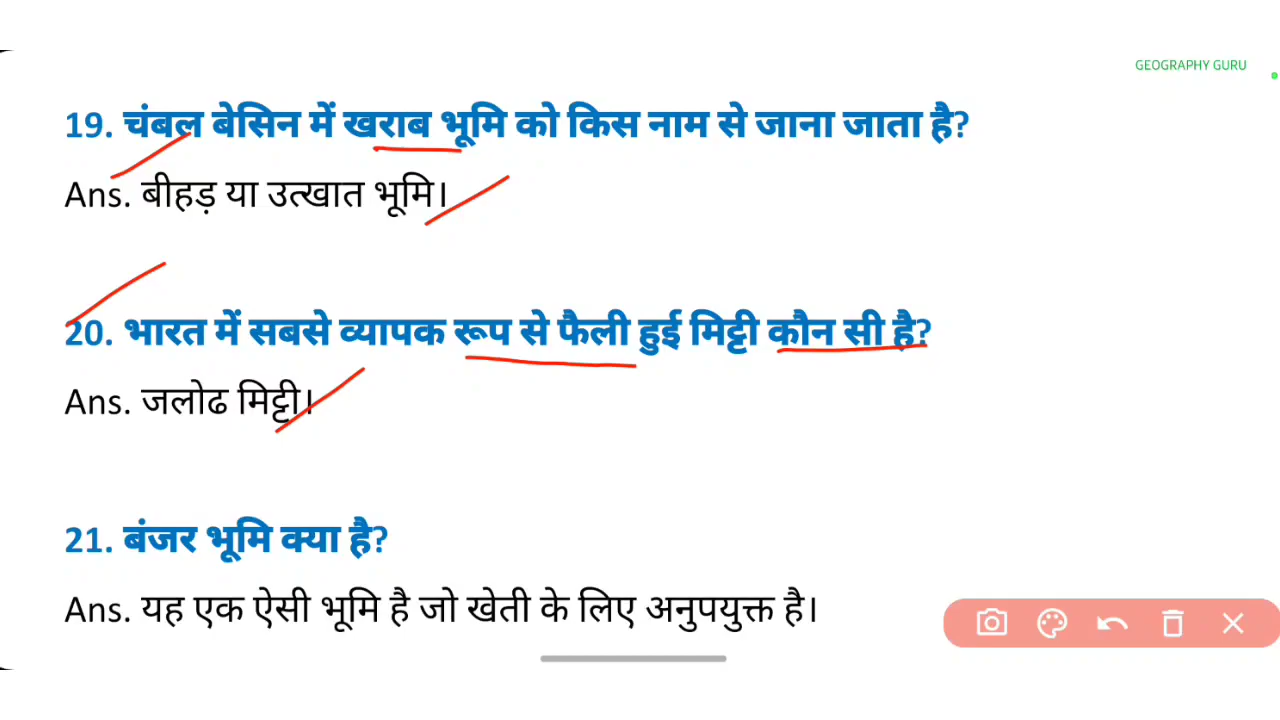 GEOGRAPHY GURU
19. चंबल बेसिन में खराब भूमि को किस नाम से जाना जाता है?
Ans. बीहड़ या उत्खात भूमि।
20. भारत में सबसे व्यापक रूप से फैली हुई मिट्टी कौन सी है?
Ans. जलोढ मिट्टी।
21. बंजर भूमि क्या है?
Ans. यह एक ऐसी भूमि है जो खेती के लिए अनुपयुक्त है।